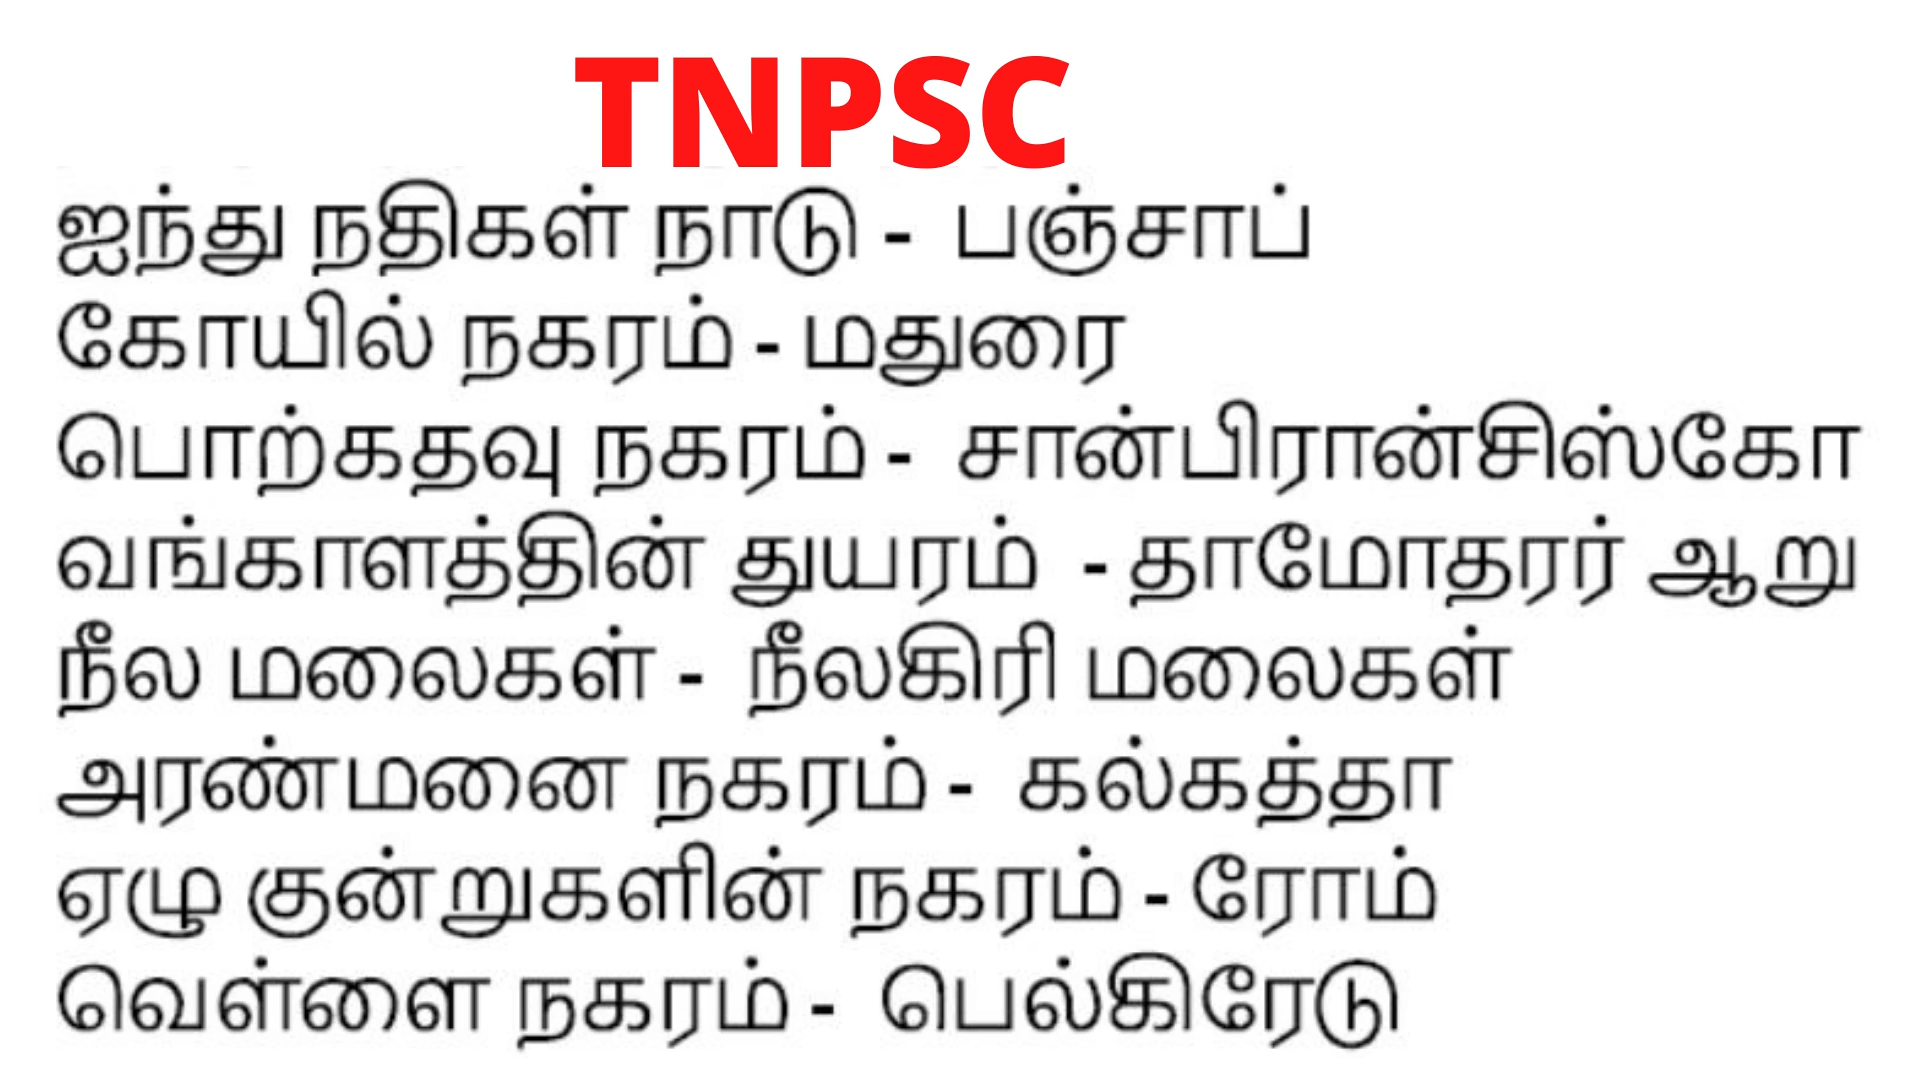 TNPSC
ஐந்து நதிகள் நாடு - பஞ்சாப்
கோயில் நகரம் - மதுரை
பொற்கதவு நகரம் - சான்பிரான்சிஸ்கோ
வங்காளத்தின் துயரம் - தாமோதரர் ஆறு
நீல மலைகள் - நீலகிரி மலைகள்
அரண்மனை நகரம் - கல்கத்தா
ஏழு குன்றுகளின் நகரம் - ரோம்
வெள்ளை நகரம் - பெல்கிரேடு